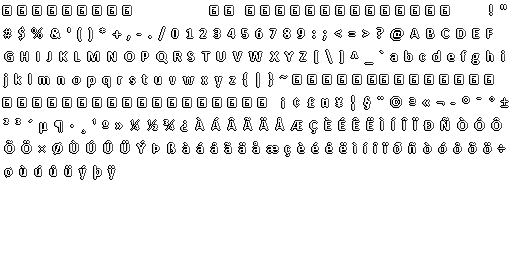 ! "
# $ % & ' ( ) * + , - . / 0 1 2 3 4 5 6 7 8 9 : ; < = > ? @ A B C D E F
G H I J K L M N O P Q R S T U V W X Y Z [ \ ] ^ _ ` a b c d e f g h i
j k l m n o p q r s t u v w x y z { | } ~
¡ ¢ £ ¤ ¥ ¦ § ¨ © ª « ¬ - ® ¯ ° ±
² ³ ´ µ ¶ · ¸ ¹ º » ¼ ½ ¾ ¿ À Á Â Ã Ä Å Æ Ç È É Ê Ë Ì Í Î Ï Ð Ñ Ò Ó Ô
Õ Ö × Ø Ù Ú Û Ü Ý Þ ß à á â ã ä å æ ç è é ê ë ì í î ï ð ñ ò ó ô õ ö ÷
ø ù ú û ü ý þ ÿ